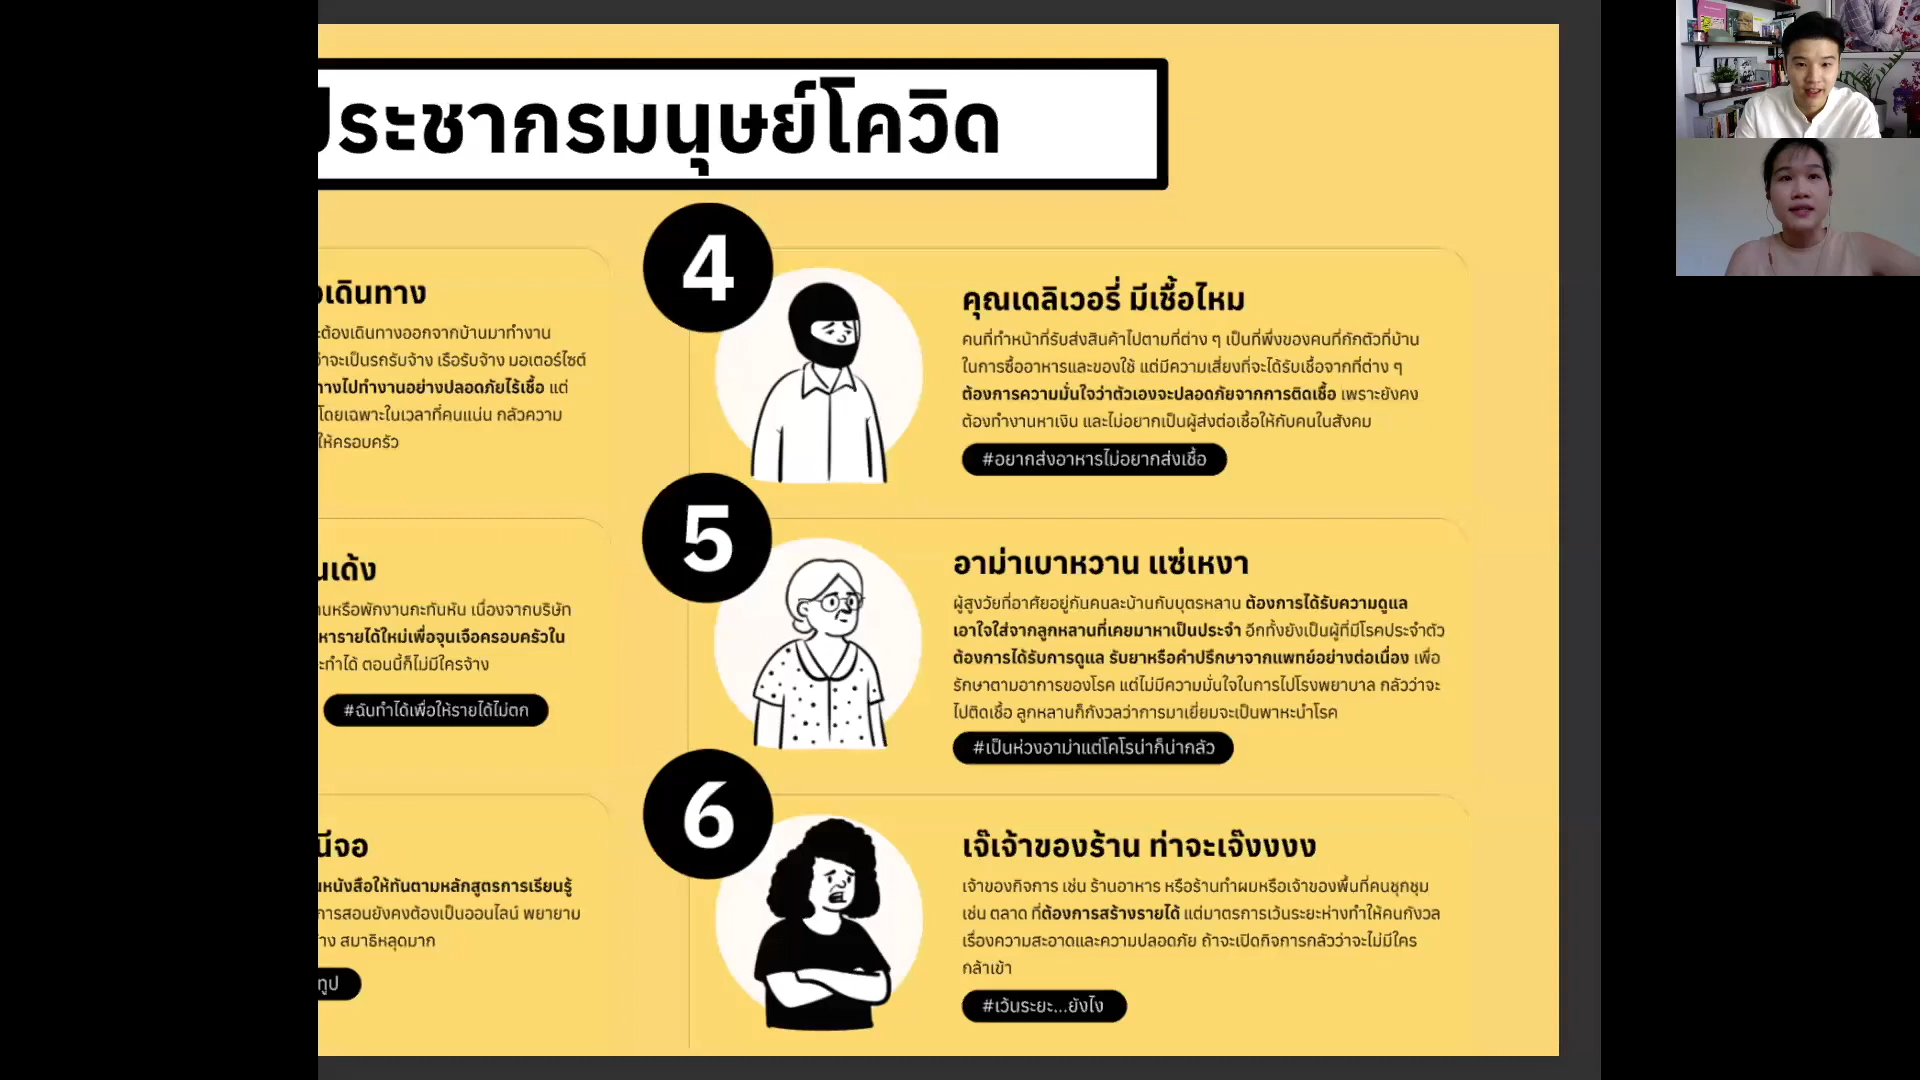 ประชากรมนุษย์โควิด
เดินทาง
ต้องเดินทางออกจากบ้านมาทำงาน
ว่าจะเป็นรถรับจ้าง เรือรับจ้าง มอเตอร์ไซต์
ทางไปทำงานอย่างปลอดภัยไร้เชื้อ แต่
โดยเฉพาะในเวลาที่คนแน่น กลัวความ
ให้ครอบครัว
นเด้ง
านหรือพักงานกะทันหัน เนื่องจากบริษัท
หารายได้ใหม่เพื่อจุนเจือครอบครัวใน
ะทำได้ ตอนนี้ก็ไม่มีใครจ้าง
#ฉันทำได้เพื่อให้รายได้ไม่ตก
นีจอ
นหนังสือให้ทันตามหลักสูตรการเรียนรู้
การสอนยังคงต้องเป็นออนไลน์ พยายาม
าง สมาธิหลุดมาก
ทูป
4
คุณเดลิเวอรี่ มีเชื้อไหม
คนที่ทำหน้าที่รับส่งสินค้าไปตามที่ต่าง ๆ เป็นที่พึ่งของคนที่กักตัวที่บ้าน
ในการซื้ออาหารและของใช้ แต่มีความเสี่ยงที่จะได้รับเชื้อจากที่ต่าง ๆ
ต้องการความมั่นใจว่าตัวเองจะปลอดภัยจากการติดเชื้อ เพราะยังคง
ต้องทำงานหาเงิน และไม่อยากเป็นผู้ส่งต่อเชื้อให้กับคนในสังคม
#อยากส่งอาหารไม่อยากส่งเชื้อ
5
อาม่าเบาหวาน แซ่เหงา
ผู้สูงวัยที่อาศัยอยู่กันคนละบ้านกับบุตรหลาน ต้องการได้รับความดูแล
เอาใจใส่จากลูกหลานที่เคยมาหาเป็นประจำ อีกทั้งยังเป็นผู้ที่มีโรคประจำตัว
ต้องการได้รับการดูแล รับยาหรือคำปรึกษาจากแพทย์อย่างต่อเนื่อง เพื่อ
รักษาตามอาการของโรค แต่ไม่มีความมั่นใจในการไปโรงพยาบาล กลัวว่าจะ
ไปติดเชื้อ ลูกหลานก็กังวลว่าการมาเยี่ยมจะเป็นพาหะนำโรค
#เป็นห่วงอาม่าแต่โคโรน่าก็น่ากลัว
6
เจ๊เจ้าของร้าน ท่าจะเจ๊งงงง
เจ้าของกิจการ เช่น ร้านอาหาร หรือร้านทำผมหรือเจ้าของพื้นที่คนชุกชุม
เช่น ตลาด ที่ต้องการสร้างรายได้ แต่มาตรการเว้นระยะห่างทำให้คนกังวล
เรื่องความสะอาดและความปลอดภัย ถ้าจะเปิดกิจการกลัวว่าจะไม่มีใคร
กล้าเข้า
#เว้นระยะ...ยังไง